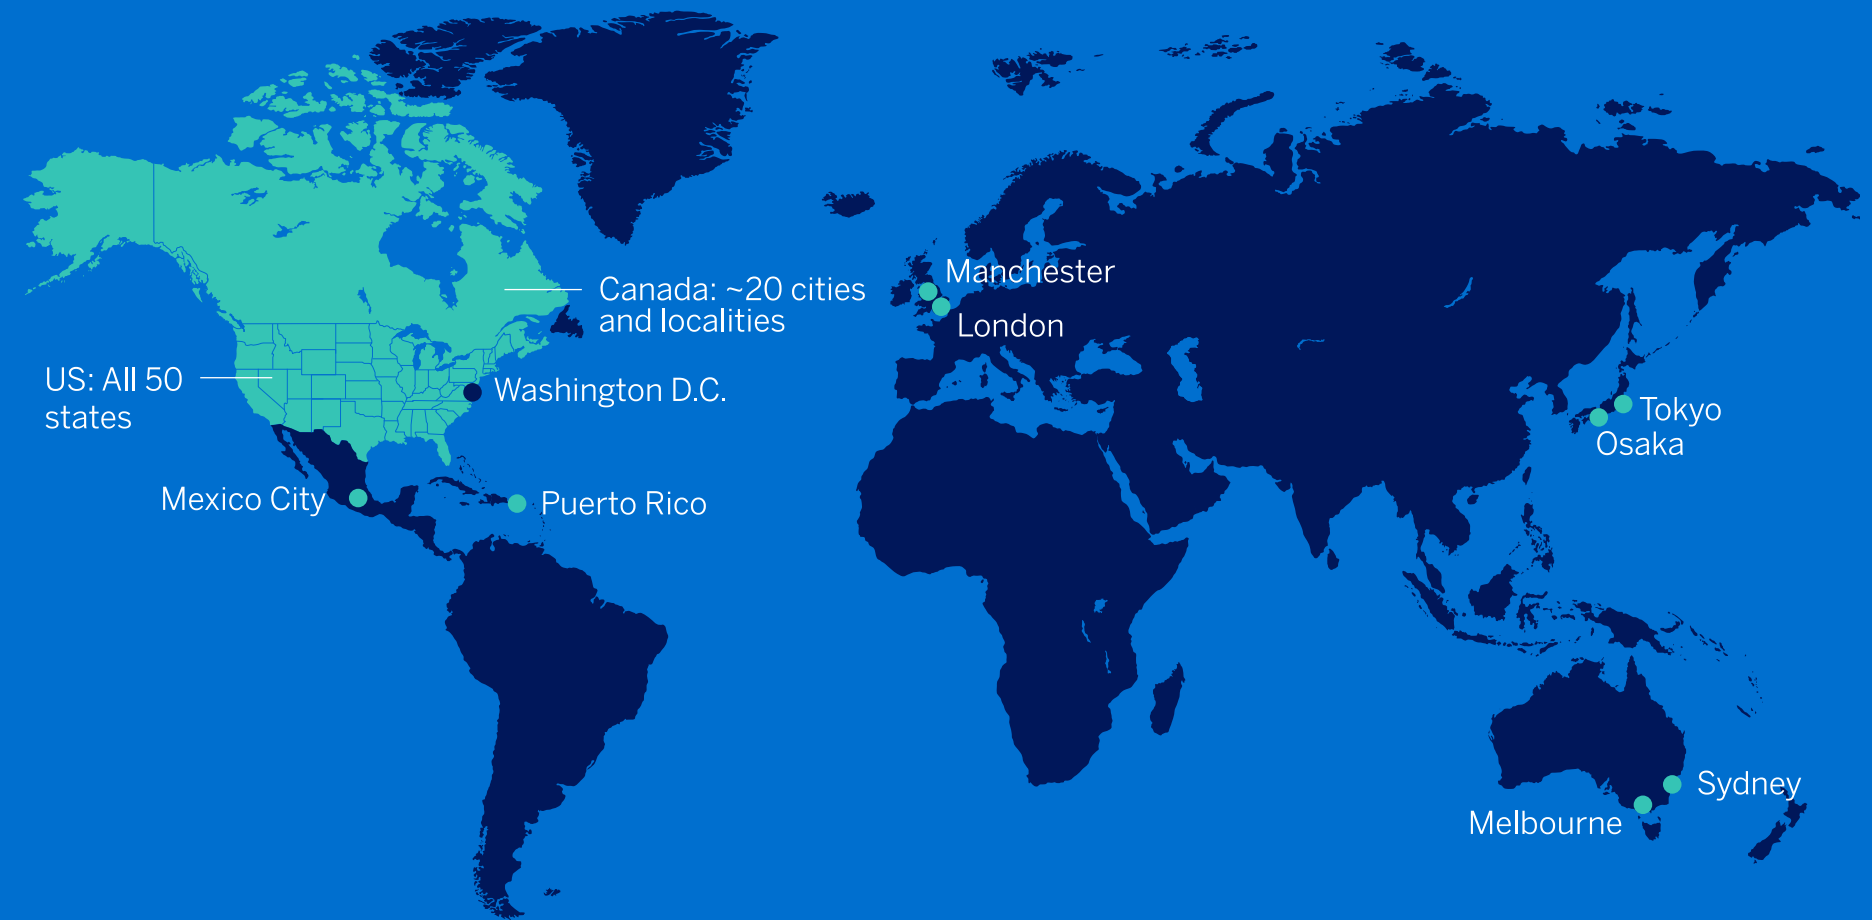 Manchester
Canada: ~20 cities
and localities
London
US: All 50
states
Washington D.C.
Tokyo
Osaka
Mexico City
Puerto Rico
Sydney
Melbourne